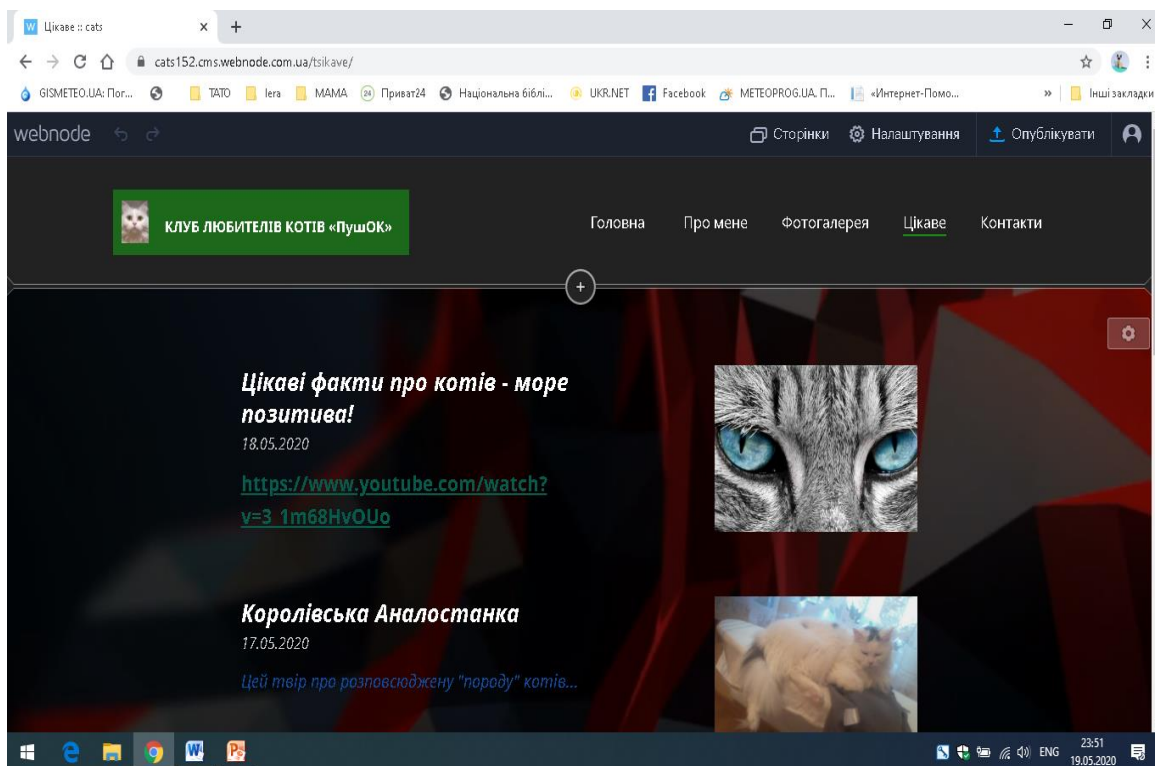 W Цікаве :: cats
cats152.cms.webnode.com.ua/tsikave/
GISMETEO.UA: Пог... ТАТО lera МАМА 24 Приват24 Національна біблі... UKR.NET Facebook METEOPROG.UA. П... «Интернет-Помо... » Інші закладки
webnode Сторінки Налаштування Опублікувати
КЛУБ ЛЮБИТЕЛІВ КОТІВ «ПушОК» Головна Про мене Фотогалерея Цікаве Контакти
Цікаві факти про котів - море
позитива!
18.05.2020
https://www.youtube.com/watch?
v=3_1m68HvOUo
Королівська Аналостанка
17.05.2020
Цей твір про розповсюджену "породу" котів...
ENG 23:51
19.05.2020